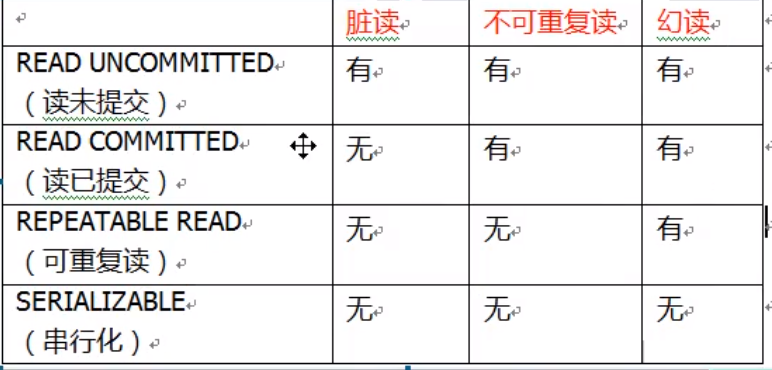 脏读 不可重复读 幻读
READ UNCOMMITTED 有 有 有
（读未提交）
READ COMMITTED 无 有 有
（读已提交）
REPEATABLE READ 无 无 有
（可重复读）
SERIALIZABLE 无 无 无
（串行化）